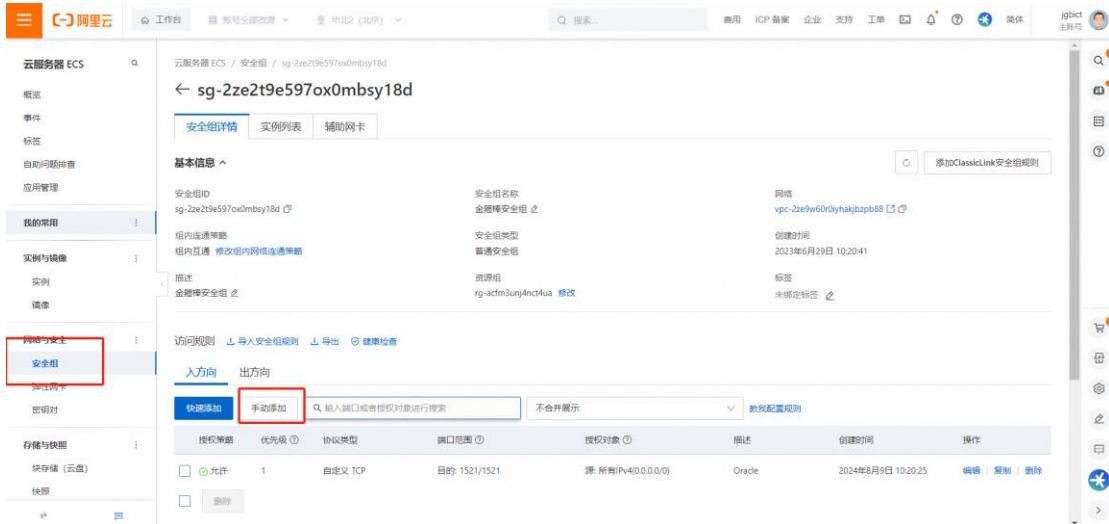 阿里云 工作台 账号全部资源 华北2 (北京) 搜索... 费用 ICP 备案 企业 支持 工单 简体 jgbict
主账号
云服务器 ECS
概览
事件
标签
自助问题排查
应用管理
我的常用
实例与镜像
实例
镜像
网络与安全
安全组
弹性网卡
密钥对
存储与快照
块存储 (云盘)
快照
云服务器 ECS / 安全组 / sg-2ze2t9e597ox0mbsy18d
← sg-2ze2t9e597ox0mbsy18d
安全组详情 实例列表 辅助网卡
基本信息 添加ClassicLink安全组规则
安全组ID 安全组名称 网络
sg-2ze2t9e597ox0mbsy18d 金箍棒安全组 vpc-2ze9w60r0iyhakjbzpb88
组内连通策略 安全组类型 创建时间
组内互通 修改组内网络连通策略 普通安全组 2023年6月29日 10:20:41
描述 资源组 标签
金箍棒安全组 rg-acfm3unj4nct4ua 修改 未绑定标签
访问规则 导入安全组规则 导出 健康检查
入方向 出方向
快速添加 手动添加 输入端口或者授权对象进行搜索 不合并展示 教我配置规则
授权策略 优先级 协议类型 端口范围 授权对象 描述 创建时间 操作
允许 1 自定义 TCP 目的: 1521/1521 源: 所有IPv4(0.0.0.0/0) Oracle 2024年8月9日 10:20:25 编辑 复制 删除
删除